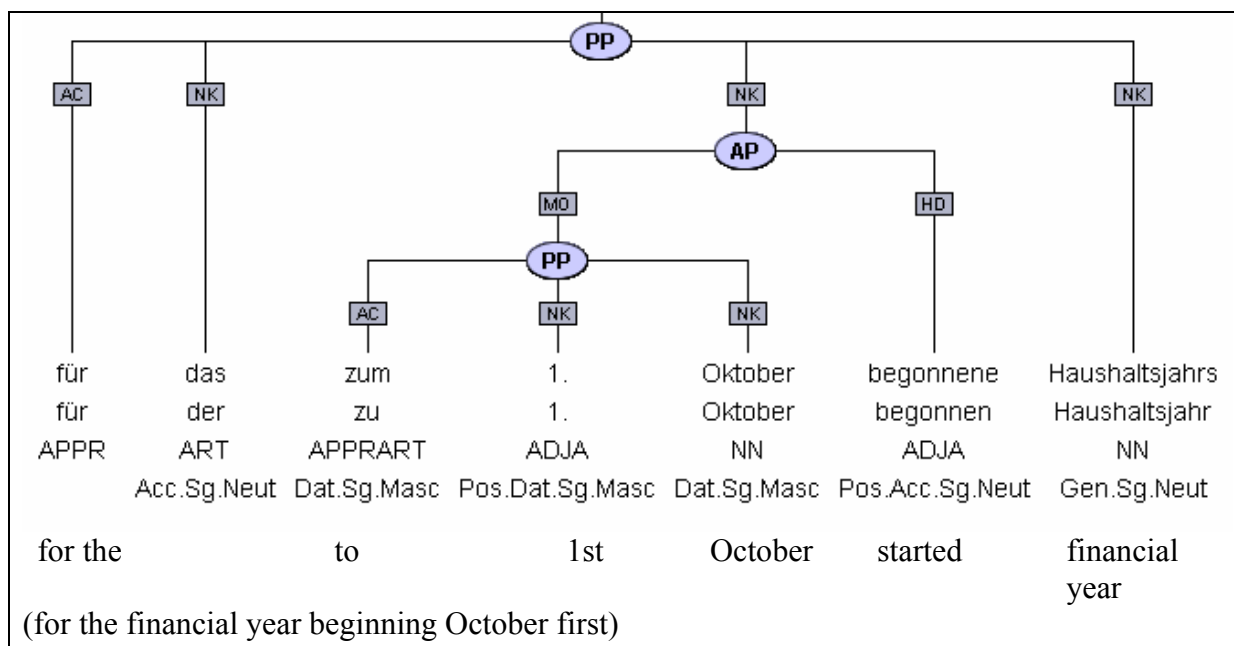 PP
AC NK NK NK
AP
MO HD
PP
AC NK NK
für das zum 1. Oktober begonnene Haushaltsjahrs
für der zu 1. Oktober begonnen Haushaltsjahr
APPR ART APPRART ADJA NN ADJA NN
Acc.Sg.Neut Dat.Sg.Masc Pos.Dat.Sg.Masc Dat.Sg.Masc Pos.Acc.Sg.Neut Gen.Sg.Neut
for the to 1st October started financial
year
(for the financial year beginning October first)